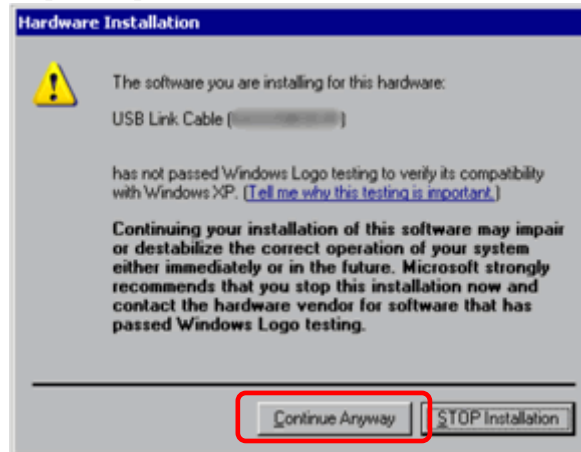 Hardware Installation
The software you are installing for this hardware:
USB Link Cable ( )
has not passed Windows Logo testing to verify its compatibility
with Windows XP. (Tell me why this testing is important.)
Continuing your installation of this software may impair
or destabilize the correct operation of your system
either immediately or in the future. Microsoft strongly
recommends that you stop this installation now and
contact the hardware vendor for software that has
passed Windows Logo testing.
Continue Anyway STOP Installation